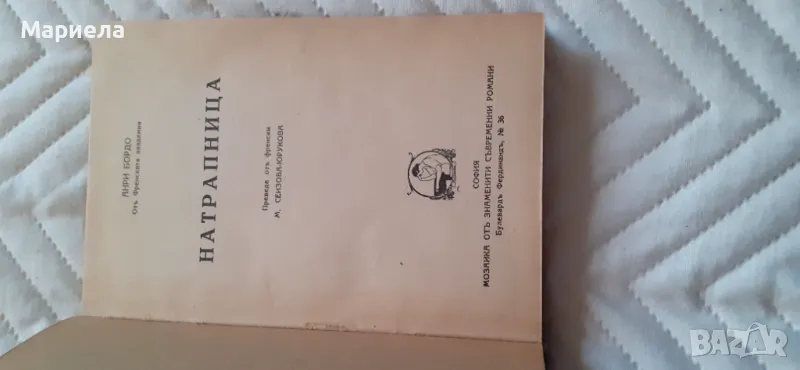 Мариела
АНРИ БОРДО
Отъ Френската академия
НАТРАПНИЦА
Преведе отъ френски
М. СЕИЗОВА-ЮРУКОВА
СОФИЯ
МОЗАЙКА ОТЪ ЗНАМЕНИТИ СЪВРЕМЕННИ РОМАНИ
Булевардъ Фердинандъ, № 36
BAZAR